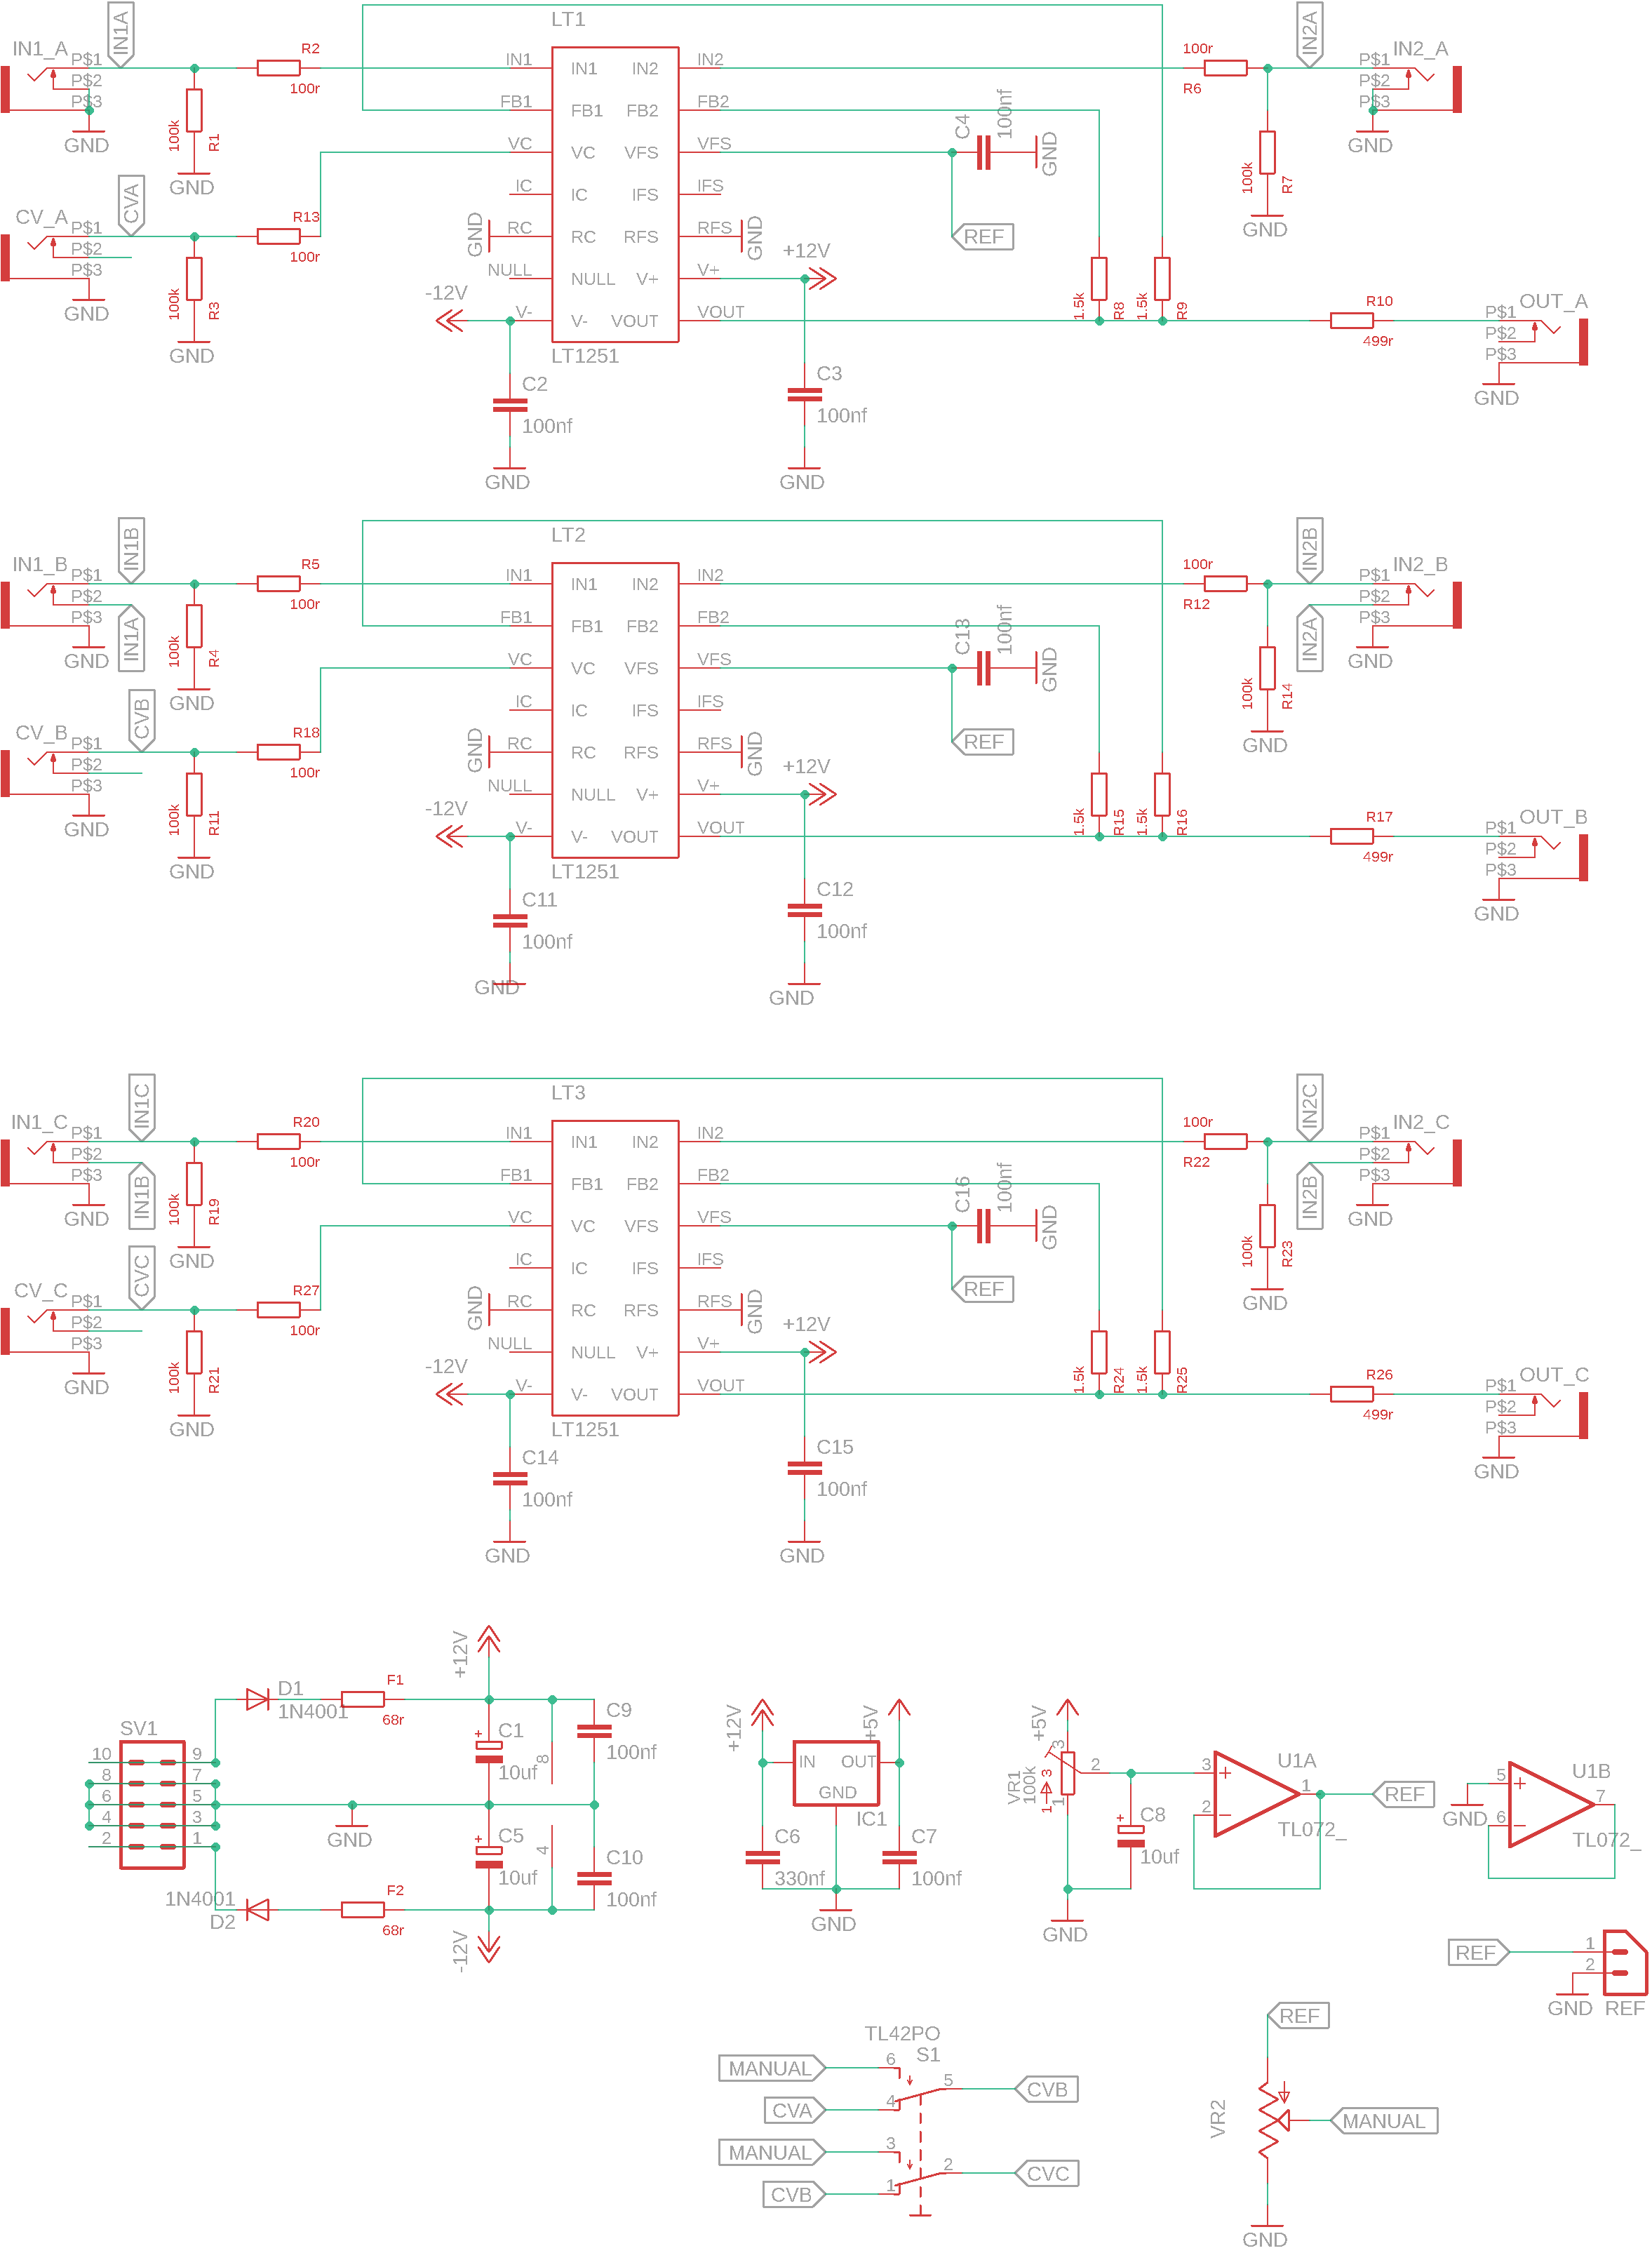 LT1
IN1_A
P$1
P$2
P$3
GND
IN1A
R2
100r
100k
R1
GND
IN1
FB1
VC
IC
RC
NULL
V-
GND
IN1
FB1
VC
IC
RC
NULL
V-
IN2
FB2
VFS
IFS
RFS
V+
VOUT
IN2
FB2
VFS
IFS
RFS
V+
VOUT
GND
LT1251
CV_A
P$1
P$2
P$3
GND
CVA
R13
100r
100k
R3
GND
-12V
C2
100nf
GND
+12V
C3
100nf
GND
C4
100nf
GND
REF
100r
R6
IN2A
IN2_A
P$1
P$2
P$3
GND
100k
R7
GND
1.5k
R8
1.5k
R9
R10
499r
OUT_A
P$1
P$2
P$3
GND
LT2
IN1_B
P$1
P$2
P$3
GND
IN1B
IN1A
R5
100r
100k
R4
GND
IN1
FB1
VC
IC
RC
NULL
V-
GND
IN1
FB1
VC
IC
RC
NULL
V-
IN2
FB2
VFS
IFS
RFS
V+
VOUT
IN2
FB2
VFS
IFS
RFS
V+
VOUT
GND
LT1251
CV_B
P$1
P$2
P$3
GND
CVB
R18
100r
100k
R11
GND
-12V
C11
100nf
GND
+12V
C12
100nf
GND
C13
100nf
GND
REF
100r
R12
IN2B
IN2A
IN2_B
P$1
P$2
P$3
GND
100k
R14
GND
1.5k
R15
1.5k
R16
R17
499r
OUT_B
P$1
P$2
P$3
GND
LT3
IN1_C
P$1
P$2
P$3
GND
IN1C
IN1B
R20
100r
100k
R19
GND
IN1
FB1
VC
IC
RC
NULL
V-
GND
IN1
FB1
VC
IC
RC
NULL
V-
IN2
FB2
VFS
IFS
RFS
V+
VOUT
IN2
FB2
VFS
IFS
RFS
V+
VOUT
GND
LT1251
CV_C
P$1
P$2
P$3
GND
CVC
R27
100r
100k
R21
GND
-12V
C14
100nf
GND
+12V
C15
100nf
GND
C16
100nf
GND
REF
100r
R22
IN2C
IN2B
IN2_C
P$1
P$2
P$3
GND
100k
R23
GND
1.5k
R24
1.5k
R25
R26
499r
OUT_C
P$1
P$2
P$3
GND
SV1
10
8
6
4
2
9
7
5
3
1
D1
1N4001
F1
68r
+12V
C1
+
10uf
8
C9
100nf
GND
C5
+
10uf
4
C10
100nf
1N4001
D2
F2
68r
-12V
+12V
IN
OUT
GND
IC1
+5V
C6
330nf
C7
100nf
GND
+5V
VR1
100k
3
2
1
3
1
GND
C8
+
10uf
3
2
+
−
1
U1A
TL072_
REF
5
6
+
−
7
U1B
TL072_
GND
REF
1
2
GND
REF
TL42PO
S1
MANUAL
6
CVA
4
5
CVB
MANUAL
3
CVB
1
2
CVC
REF
VR2
MANUAL
GND